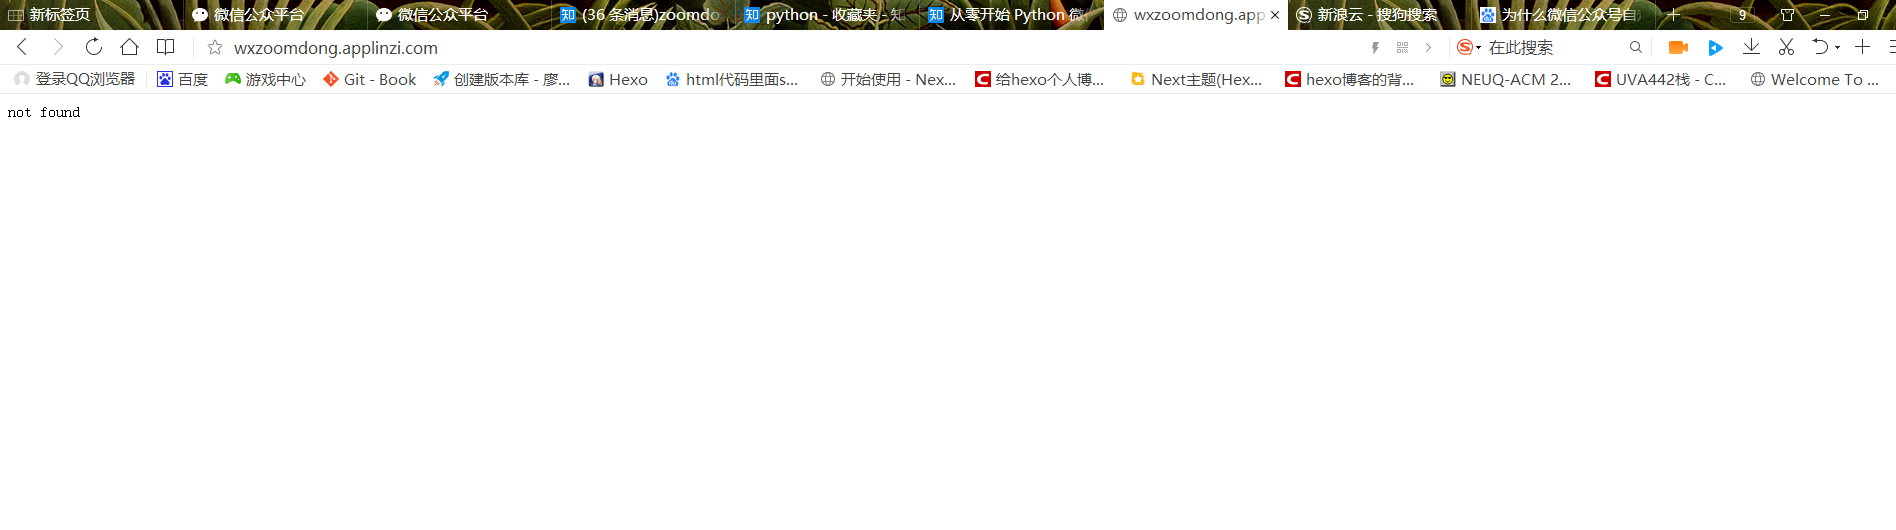 新标签页 微信公众平台 微信公众平台 (36 条消息)zoomdo python - 收藏夹 - 知 从零开始 Python 微 wxzoomdong.app 新浪云 - 搜狗搜索 为什么微信公众号自 9
wxzoomdong.applinzi.com 在此搜索
登录QQ浏览器 百度 游戏中心 Git - Book 创建版本库 - 廖... Hexo html代码里面s... 开始使用 - Nex... 给hexo个人博... Next主题(Hex... hexo博客的背... NEUQ-ACM 2... UVA442栈 - C... Welcome To ...
not found